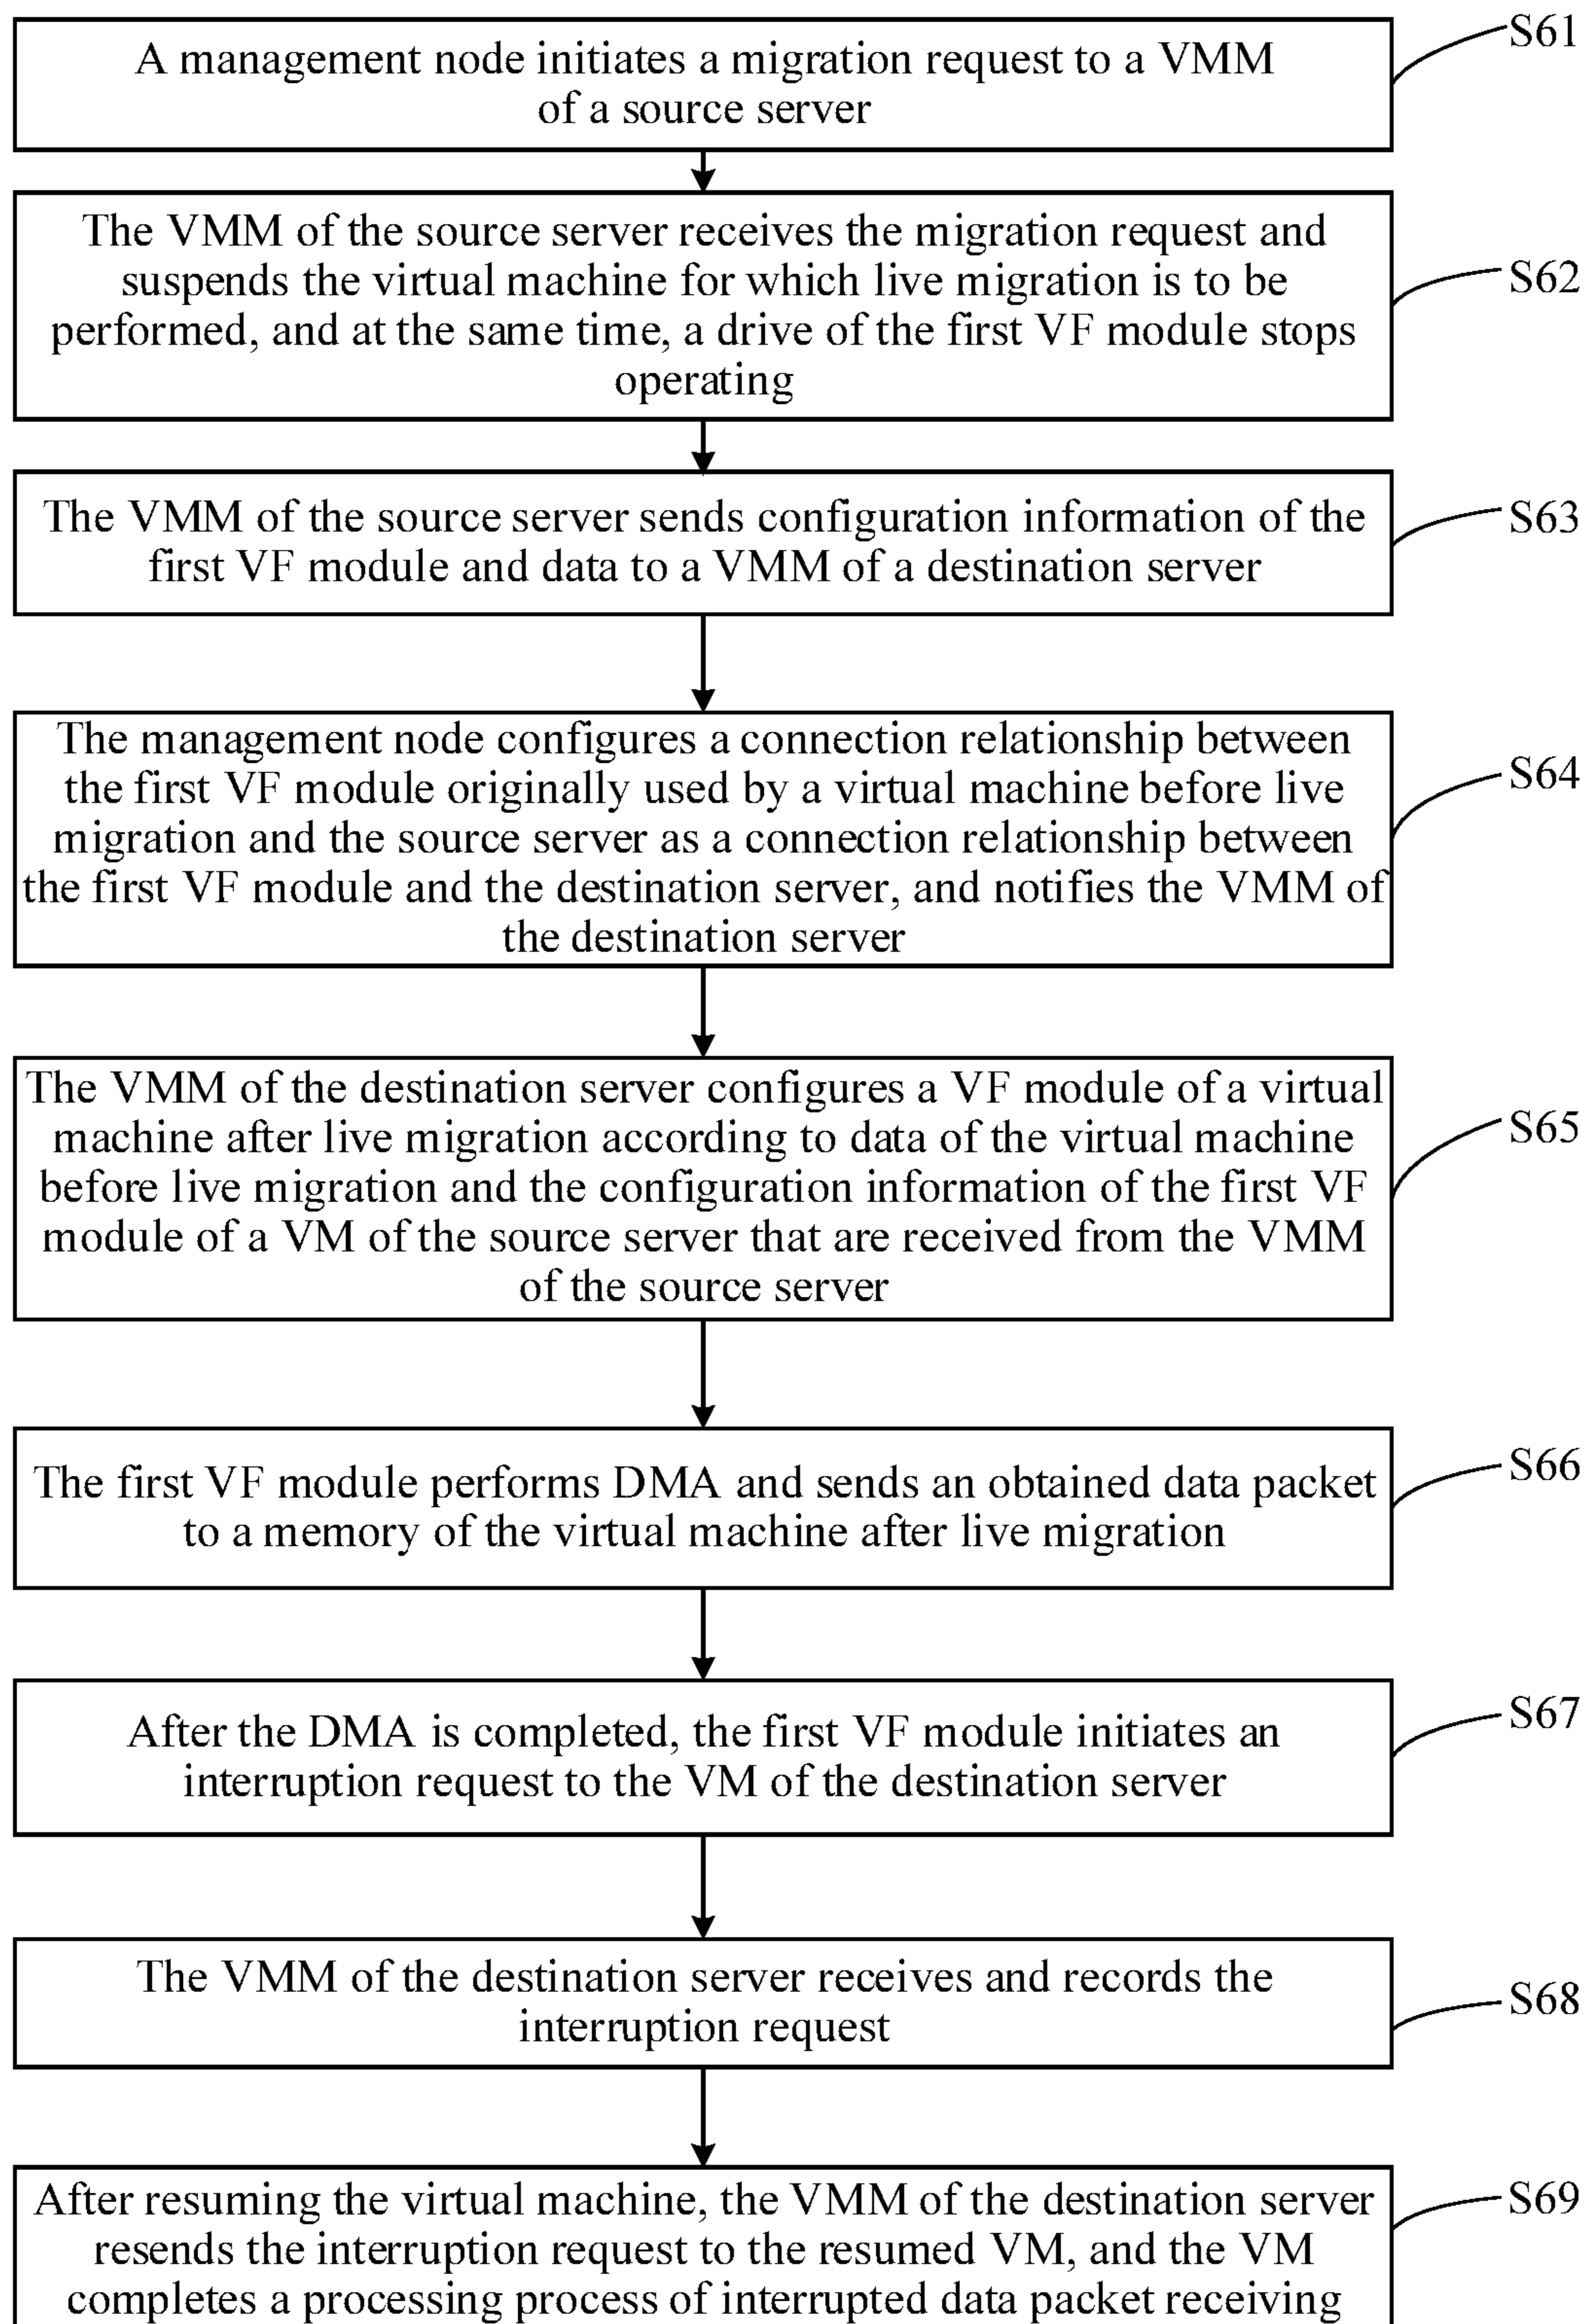 A management node initiates a migration request to a VMM
of a source server
S61
The VMM of the source server receives the migration request and
suspends the virtual machine for which live migration is to be
performed, and at the same time, a drive of the first VF module stops
operating
S62
The VMM of the source server sends configuration information of the
first VF module and data to a VMM of a destination server
S63
The management node configures a connection relationship between
the first VF module originally used by a virtual machine before live
migration and the source server as a connection relationship between
the first VF module and the destination server, and notifies the VMM of
the destination server
S64
The VMM of the destination server configures a VF module of a virtual
machine after live migration according to data of the virtual machine
before live migration and the configuration information of the first VF
module of a VM of the source server that are received from the VMM
of the source server
S65
The first VF module performs DMA and sends an obtained data packet
to a memory of the virtual machine after live migration
S66
After the DMA is completed, the first VF module initiates an
interruption request to the VM of the destination server
S67
The VMM of the destination server receives and records the
interruption request
S68
After resuming the virtual machine, the VMM of the destination server
resends the interruption request to the resumed VM, and the VM
completes a processing process of interrupted data packet receiving
S69